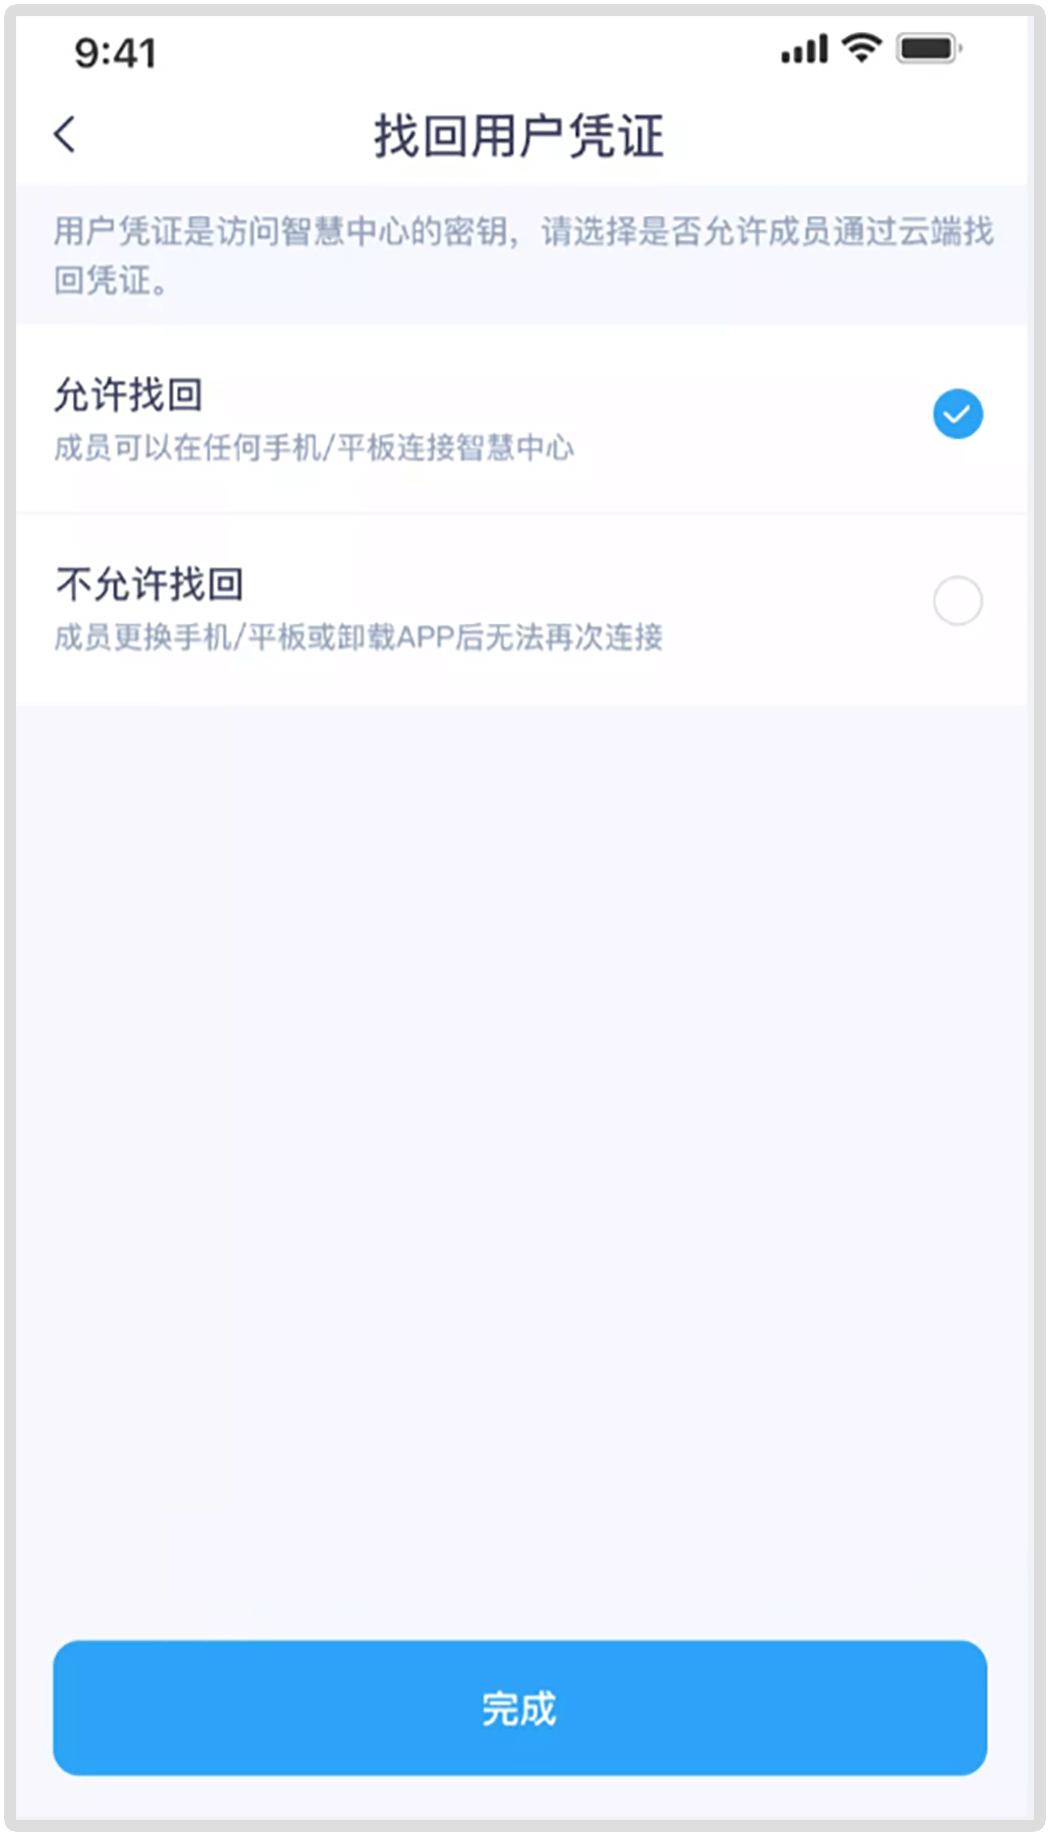 9:41
找回用户凭证
用户凭证是访问智慧中心的密钥，请选择是否允许成员通过云端找
回凭证。
允许找回
成员可以在任何手机/平板连接智慧中心
不允许找回
成员更换手机/平板或卸载APP后无法再次连接
完成